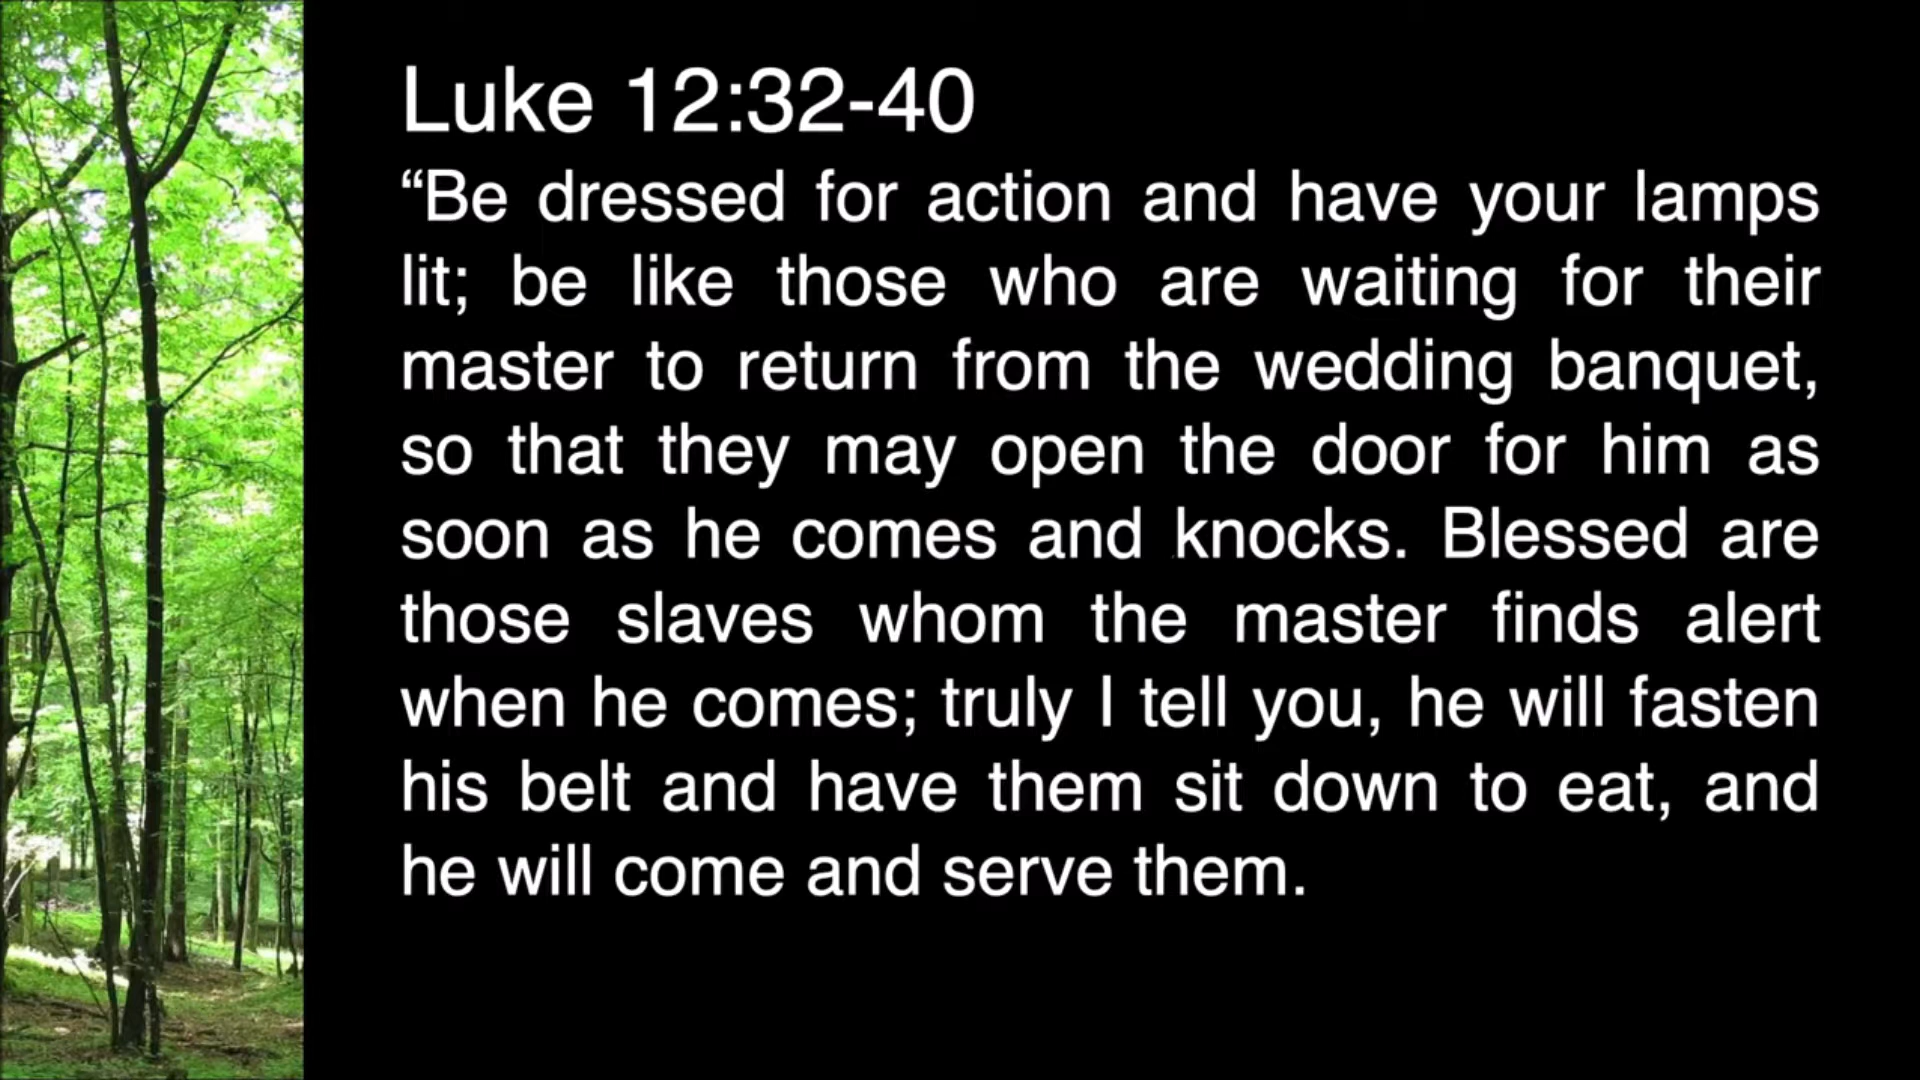 Luke 12:32-40
“Be dressed for action and have your lamps
lit; be like those who are waiting for their
master to return from the wedding banquet,
so that they may open the door for him as
soon as he comes and knocks. Blessed are
those slaves whom the master finds alert
when he comes; truly I tell you, he will fasten
his belt and have them sit down to eat, and
he will come and serve them.